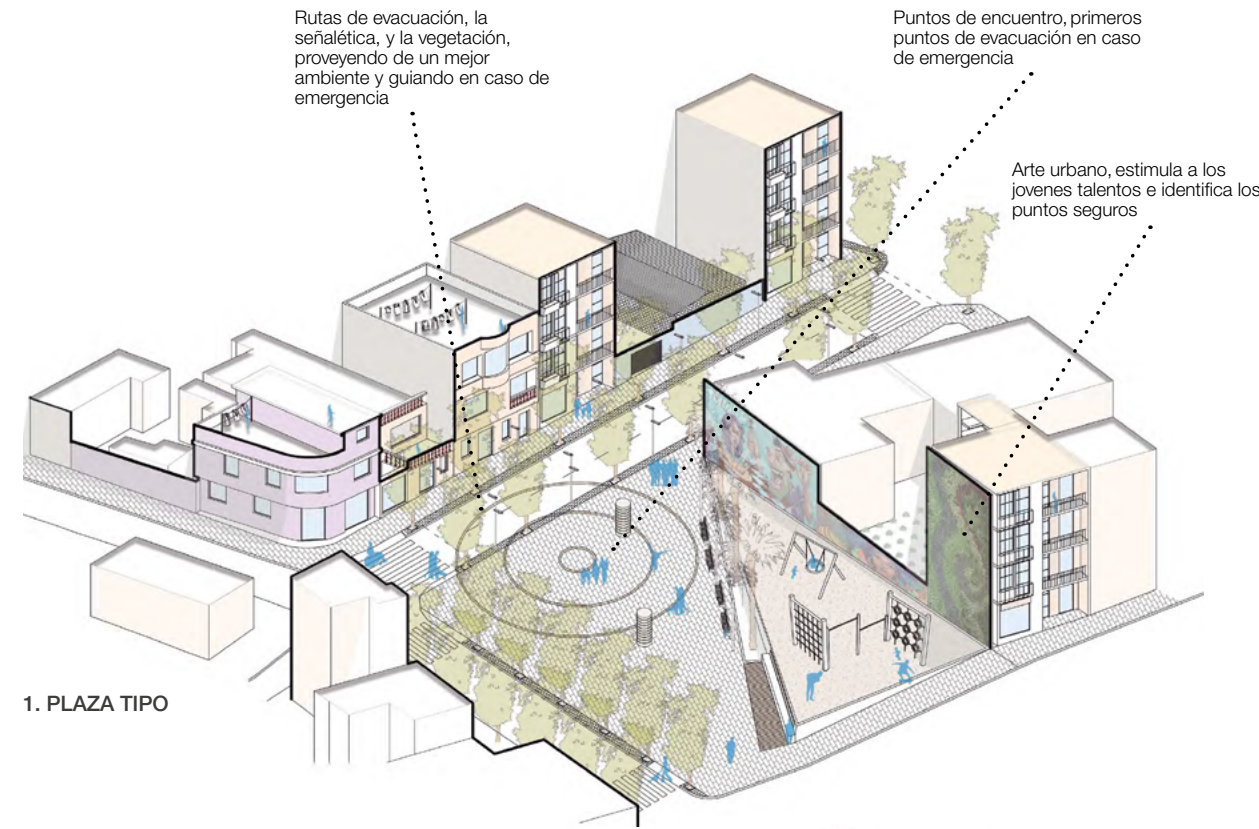 Rutas de evacuación, la
señalética, y la vegetación,
proveyendo de un mejor
ambiente y guiando en caso de
emergencia
Puntos de encuentro, primeros
puntos de evacuación en caso
de emergencia
Arte urbano, estimula a los
jovenes talentos e identifica los
puntos seguros
1. PLAZA TIPO